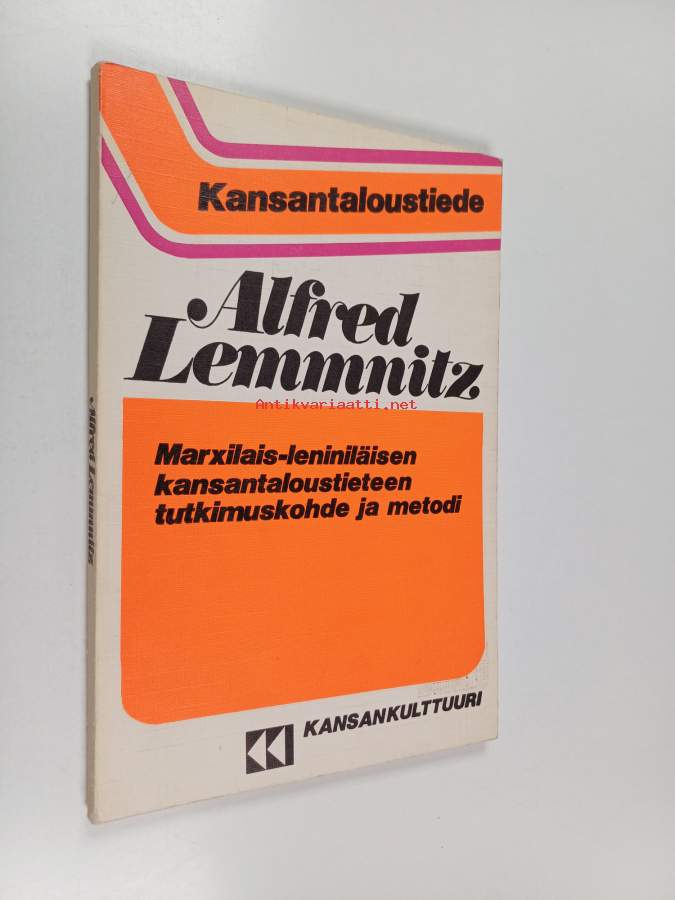 Kansantaloustiede
Alfred
Lemmnitz
Antikvariaatti.net
Marxilais-leniniläisen
kansantaloustieteen
tutkimuskohde ja metodi
KANSANKULTTUURI
Alfred Lemmnitz